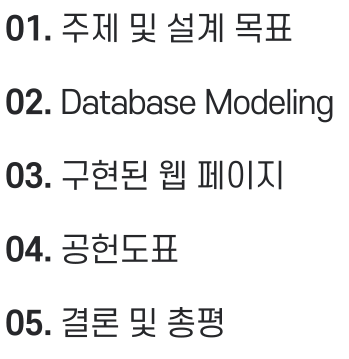 01. 주제 및 설계 목표
02. Database Modeling
03. 구현된 웹 페이지
04. 공헌도표
05. 결론 및 총평